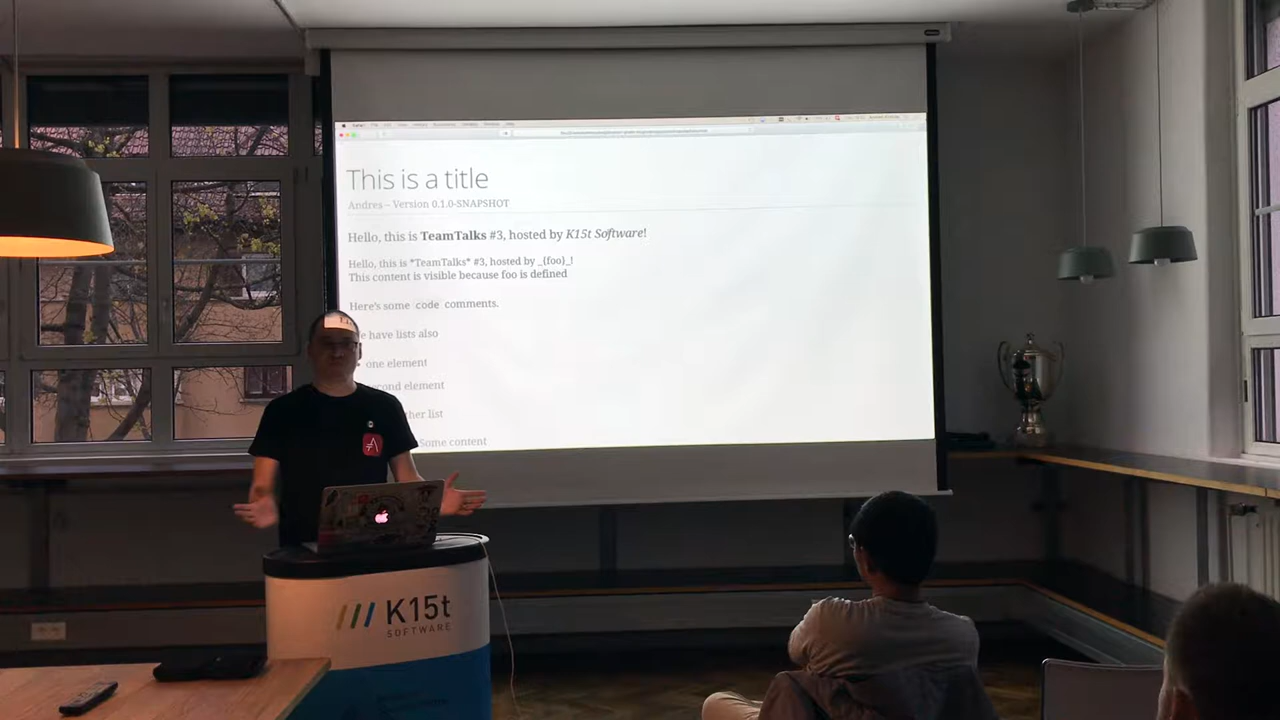 This is a title
Andres – Version 0.1.0-SNAPSHOT
Hello, this is TeamTalks #3, hosted by K15t Software!
Hello, this is *TeamTalks* #3, hosted by _{foo}_!
This content is visible because foo is defined
Here's some code comments.
e have lists also
one element
econd element
her list
Some content
K15t
SOFTWARE